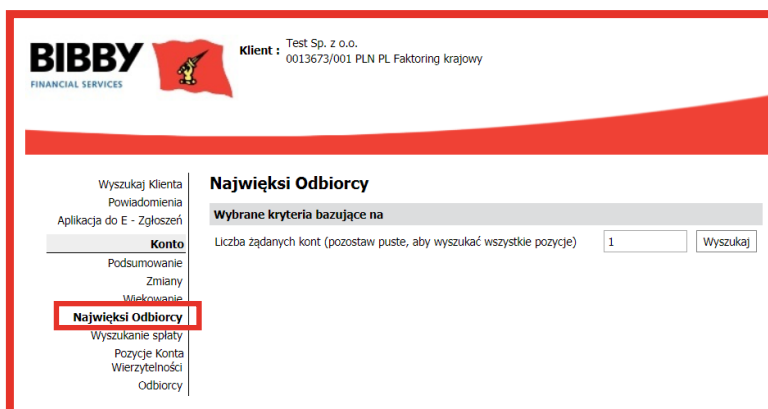 BIBBY
FINANCIAL SERVICES
Klient : Test Sp. z o.o.
0013673/001 PLN PL Faktoring krajowy
Wyszukaj Klienta
Powiadomienia
Aplikacja do E - Zgłoszeń
Konto
Podsumowanie
Zmiany
Wiekowanie
Najwięksi Odbiorcy
Wyszukanie spłaty
Pozycje Konta
Wierzytelności
Odbiorcy
Najwięksi Odbiorcy
Wybrane kryteria bazujące na
Liczba żądanych kont (pozostaw puste, aby wyszukać wszystkie pozycje) 1 Wyszukaj